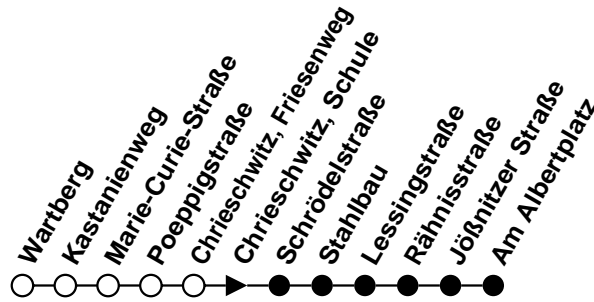 Wartberg
Kastanienweg
Marie-Curie-Straße
Poeppigstraße
Chrieschwitz, Friesenweg
Chrieschwitz, Schule
Schrödelstraße
Stahlbau
Lessingstraße
Rähnisstraße
Jößnitzer Straße
Am Albertplatz